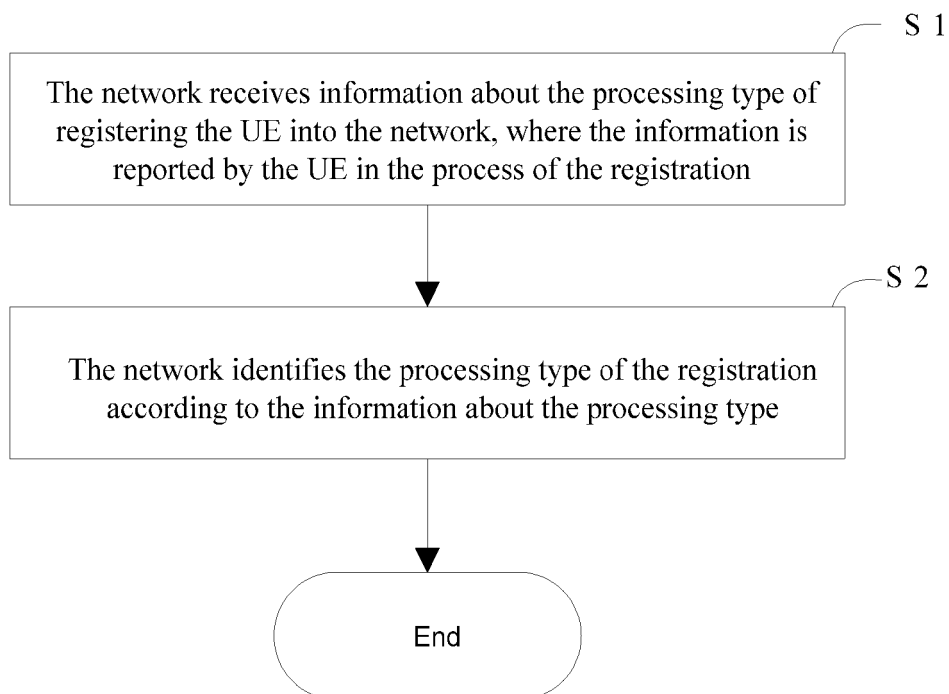 S 1
The network receives information about the processing type of
registering the UE into the network, where the information is
reported by the UE in the process of the registration
S 2
The network identifies the processing type of the registration
according to the information about the processing type
End